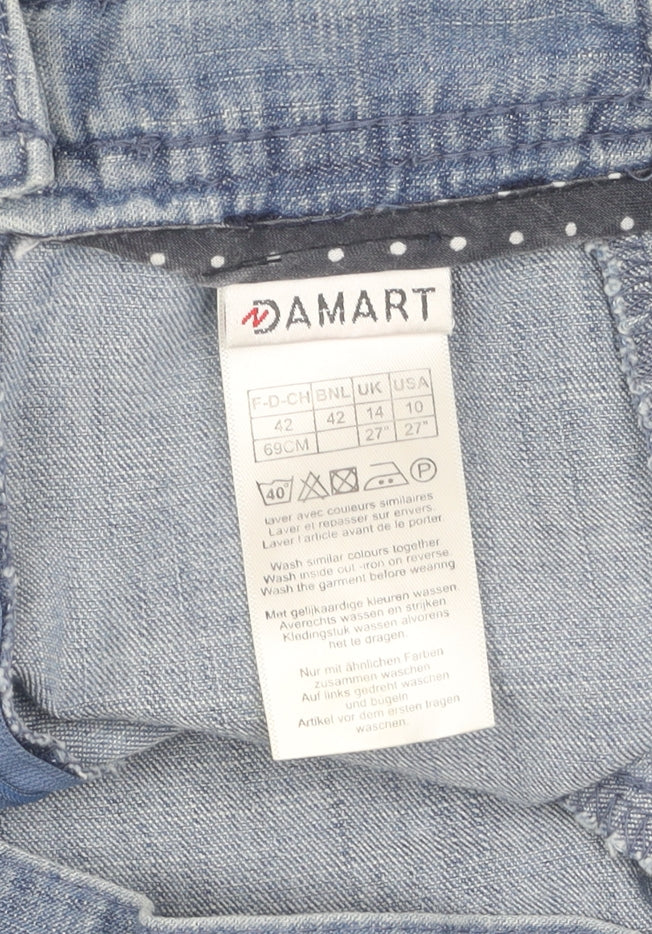 DAMART
F-D-CH BNL UK USA
42 42 14 10
69CM 27" 27"
40° P
Laver avec couleurs similaires
Laver et repasser sur envers.
Laver l article avant de le porter
Wash similar colours together
Wash inside out -iron on reverse
Wash the garment before wearing
Met gelijkaardige kleuren wassen
Averechts wassen en strijken
Kledingstuk wassen alvorens
het te dragen.
Nur mit ähnlichen Farben
zusammen waschen
Auf links gedreht waschen
und bügeln
Artikel vor dem ersten tragen
waschen.